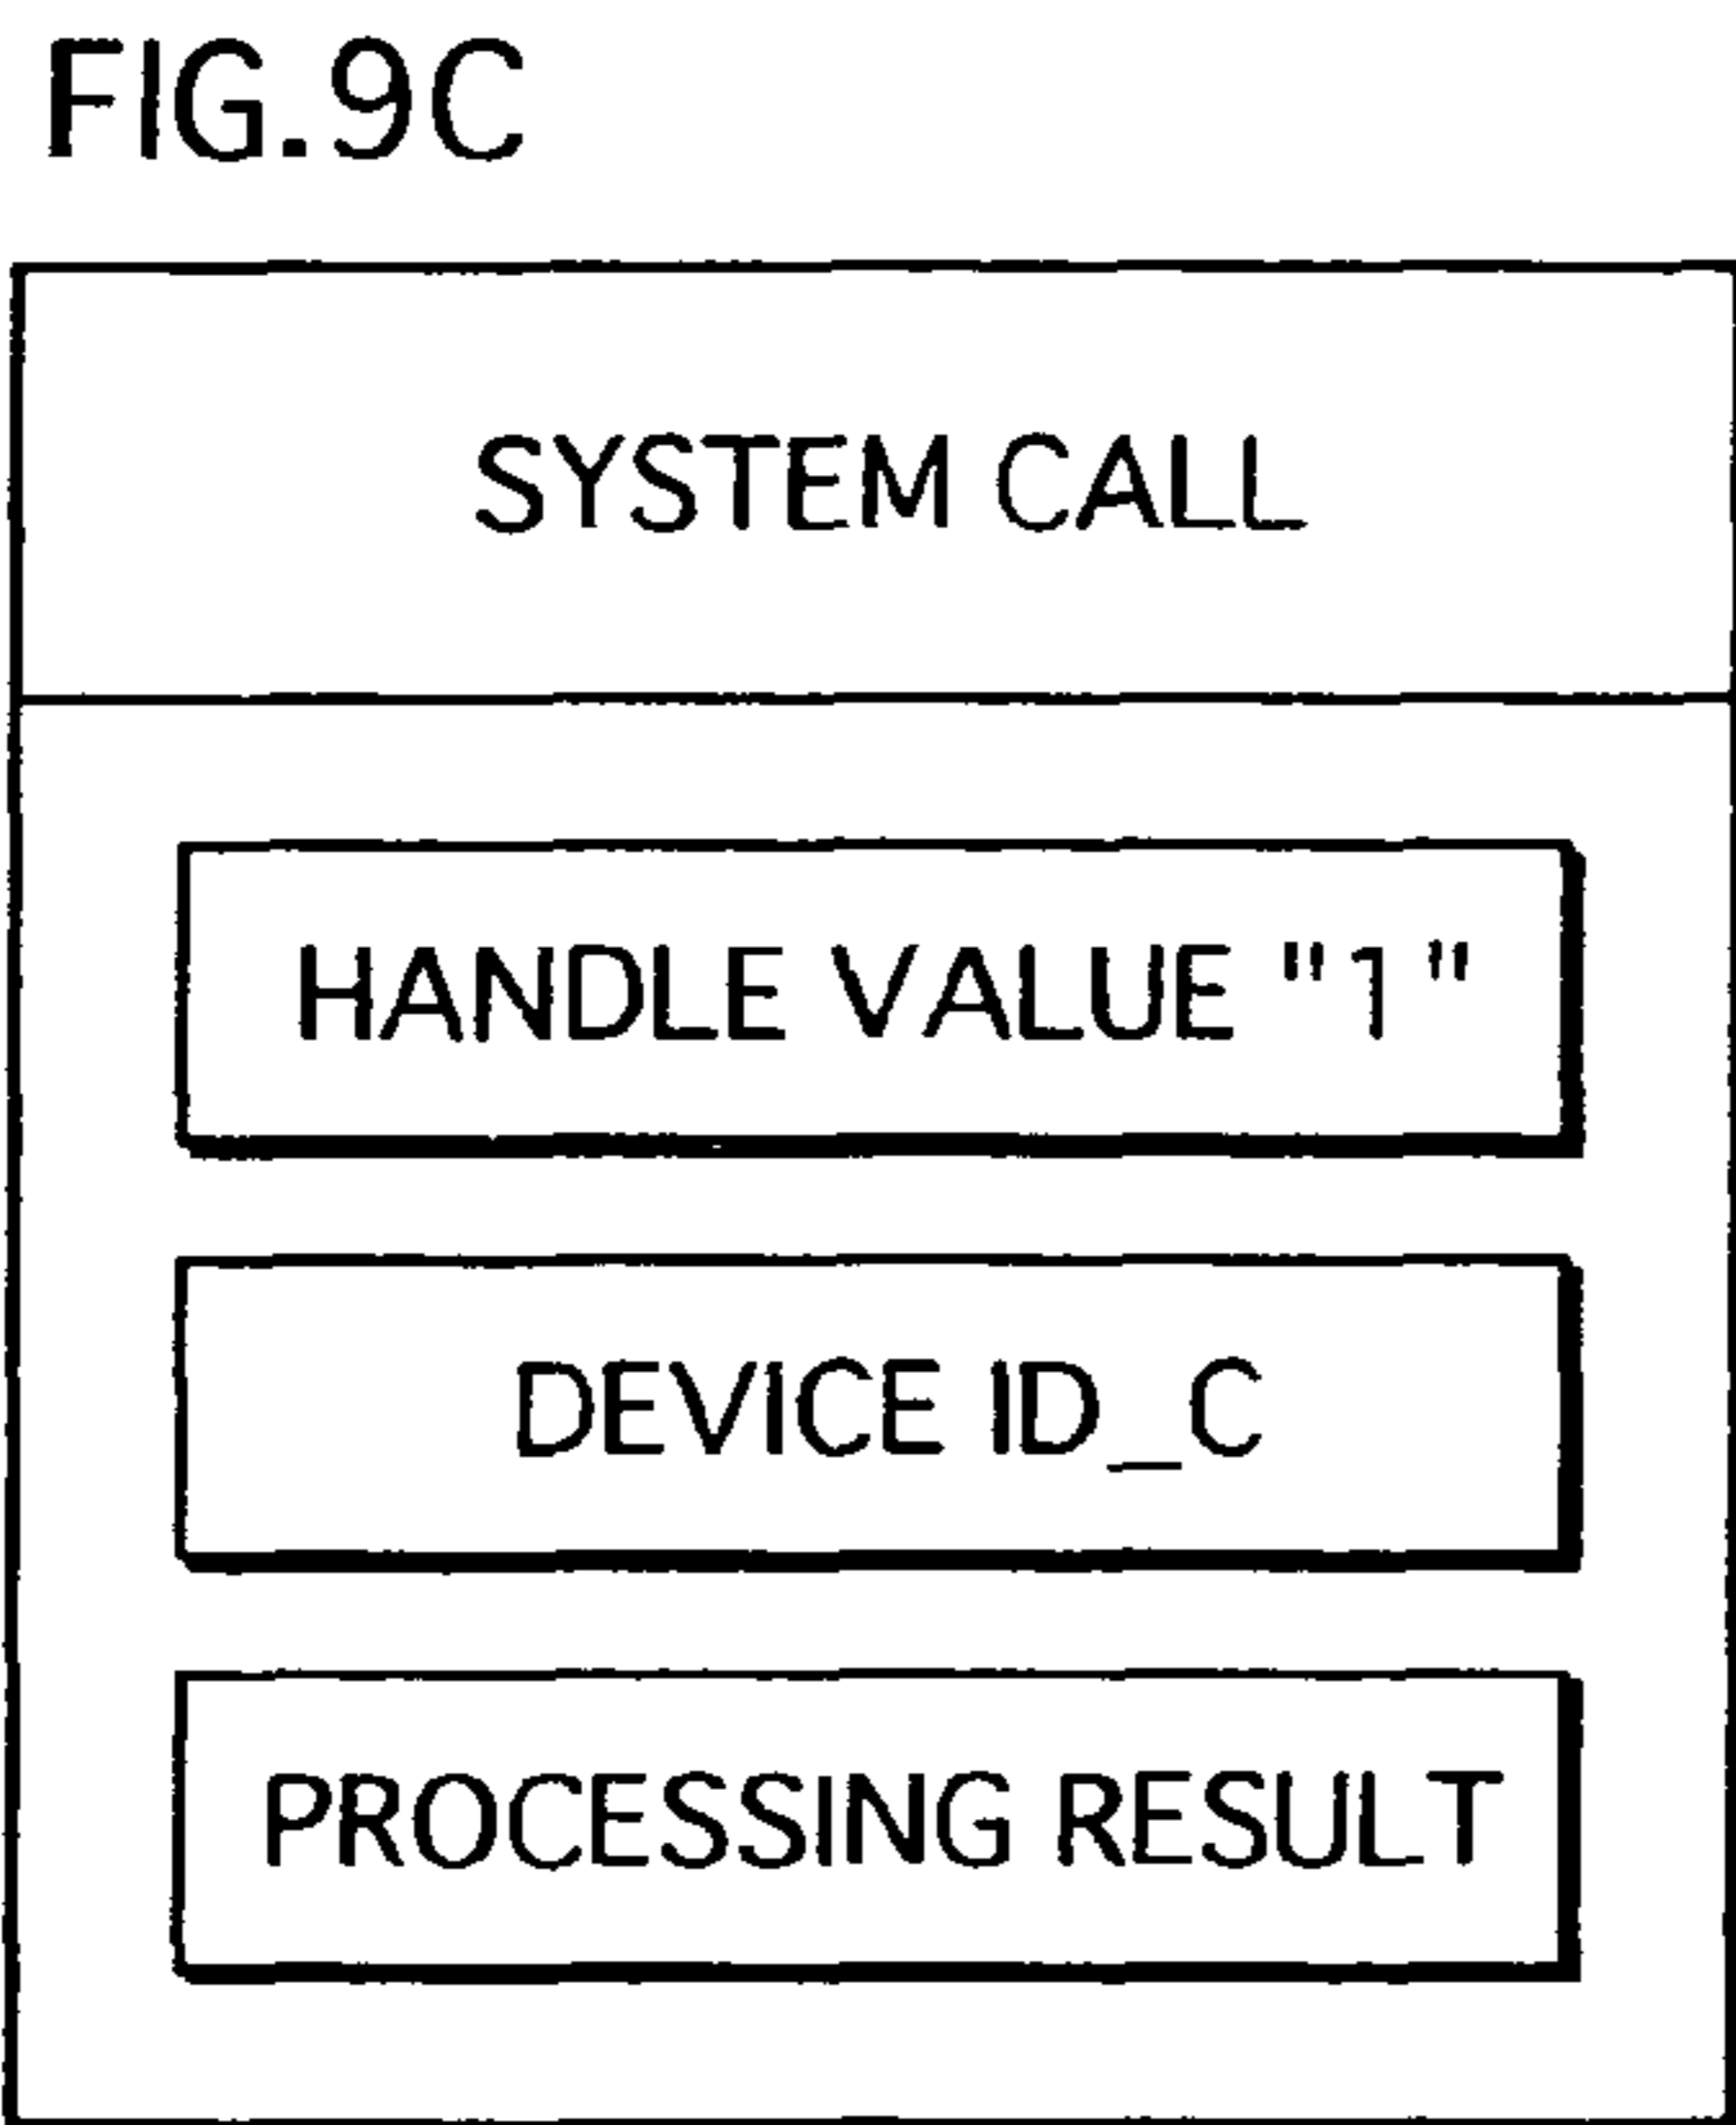 FIG.9C
SYSTEM CALL
HANDLE VALUE "1"
DEVICE ID_C
PROCESSING RESULT